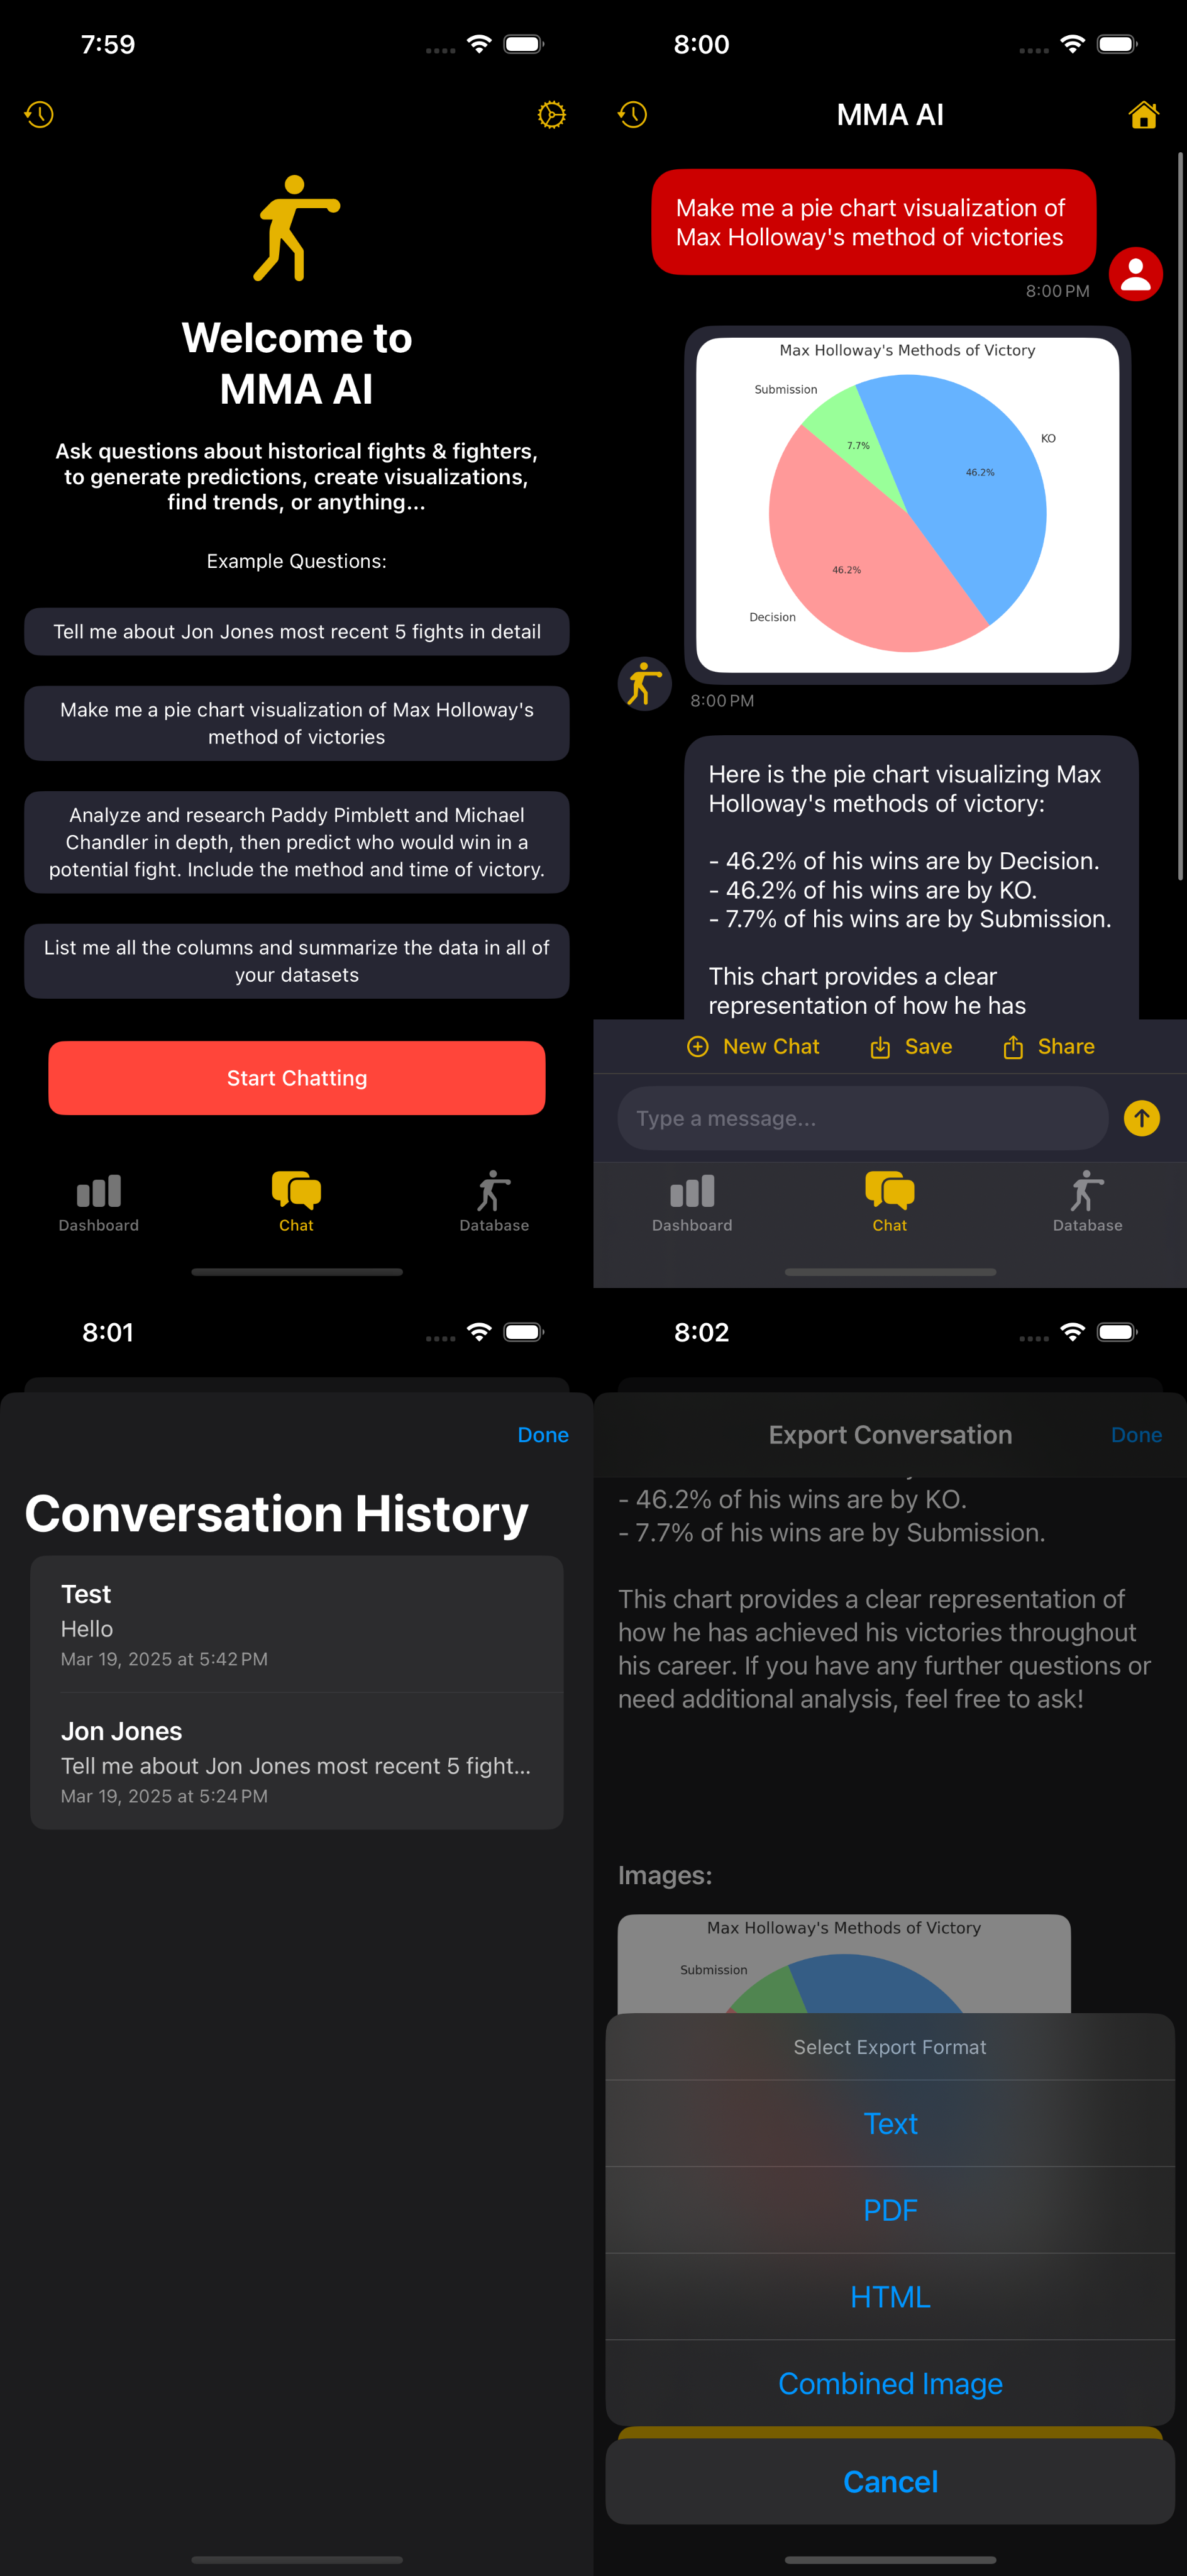 7:59
Welcome to
MMA AI
Ask questions about historical fights & fighters,
to generate predictions, create visualizations,
find trends, or anything...
Example Questions:
Tell me about Jon Jones most recent 5 fights in detail
Make me a pie chart visualization of Max Holloway's
method of victories
Analyze and research Paddy Pimblett and Michael
Chandler in depth, then predict who would win in a
potential fight. Include the method and time of victory.
List me all the columns and summarize the data in all of
your datasets
Start Chatting
Dashboard
Chat
Database
8:00
MMA AI
Make me a pie chart visualization of
Max Holloway's method of victories
8:00 PM
Max Holloway's Methods of Victory
Submission
KO
7.7%
46.2%
46.2%
Decision
8:00 PM
Here is the pie chart visualizing Max
Holloway's methods of victory:
- 46.2% of his wins are by Decision.
- 46.2% of his wins are by KO.
- 7.7% of his wins are by Submission.
This chart provides a clear
representation of how he has
New Chat
Save
Share
Type a message...
Dashboard
Chat
Database
8:01
Done
Conversation History
Test
Hello
Mar 19, 2025 at 5:42 PM
Jon Jones
Tell me about Jon Jones most recent 5 fight...
Mar 19, 2025 at 5:24 PM
8:02
Export Conversation
Done
- 46.2% of his wins are by KO.
- 7.7% of his wins are by Submission.
This chart provides a clear representation of
how he has achieved his victories throughout
his career. If you have any further questions or
need additional analysis, feel free to ask!
Images:
Max Holloway's Methods of Victory
Submission
Select Export Format
Text
PDF
HTML
Combined Image
Cancel